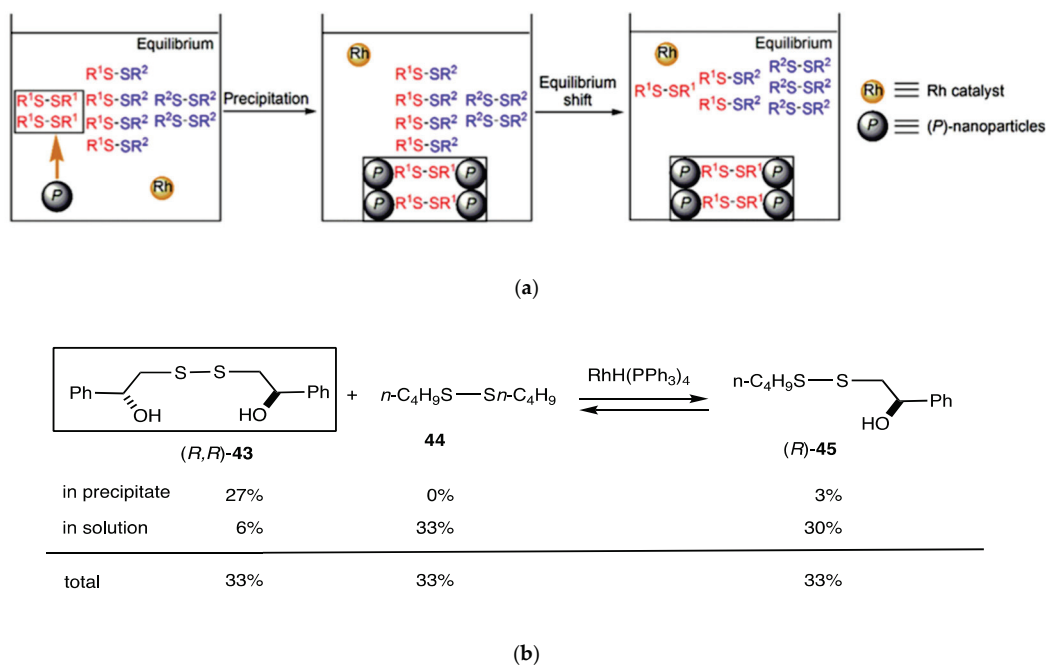 Equilibrium
R¹S-SR²
R¹S-SR¹ R¹S-SR² R²S-SR²
R¹S-SR¹ R¹S-SR² R²S-SR²
R¹S-SR²
P
Rh
Precipitation
Rh
R¹S-SR²
R¹S-SR² R²S-SR²
R¹S-SR² R²S-SR²
R¹S-SR²
P R¹S-SR¹ P
P R¹S-SR¹ P
Equilibrium
shift
Equilibrium
Rh
R²S-SR²
R¹S-SR¹ R¹S-SR² R²S-SR²
R¹S-SR² R²S-SR²
P R¹S-SR¹ P
P R¹S-SR¹ P
Rh ≡ Rh catalyst
P ≡ (P)-nanoparticles
(a)
Ph OH S S HO Ph
+
n-C₄H₉S—Sn-C₄H₉
RhH(PPh₃)₄
n-C₄H₉S S HO Ph
(R,R)-43 44 (R)-45
in precipitate 27% 0% 3%
in solution 6% 33% 30%
total 33% 33% 33%
(b)